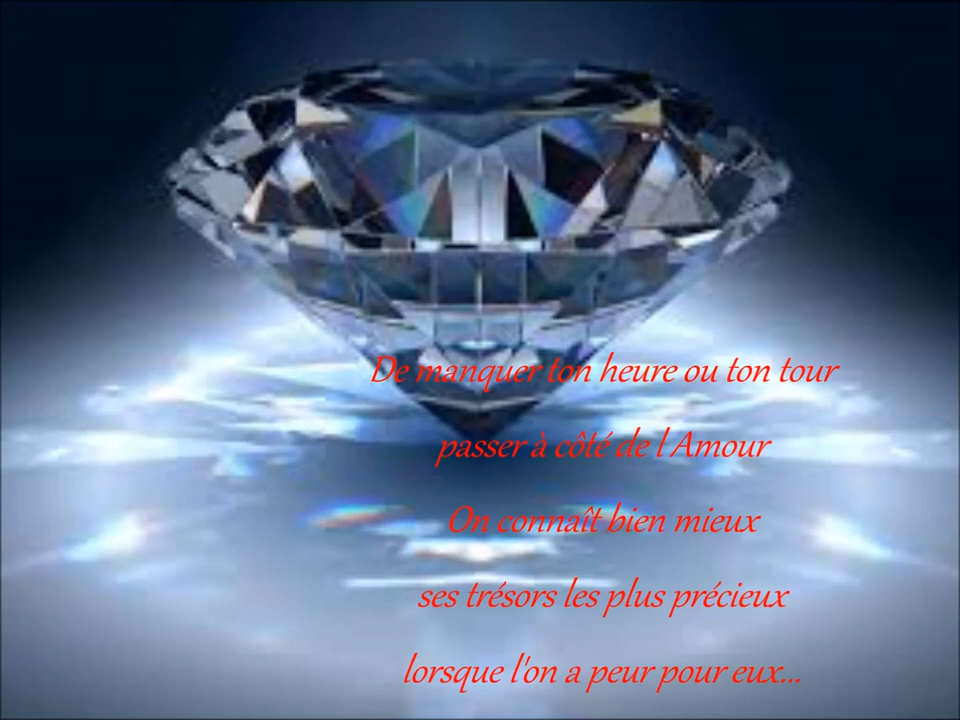 De manquer ton heure ou ton tour
passer à côté de l Amour
On connaît bien mieux
ses trésors les plus précieux
lorsque l'on a peur pour eux...